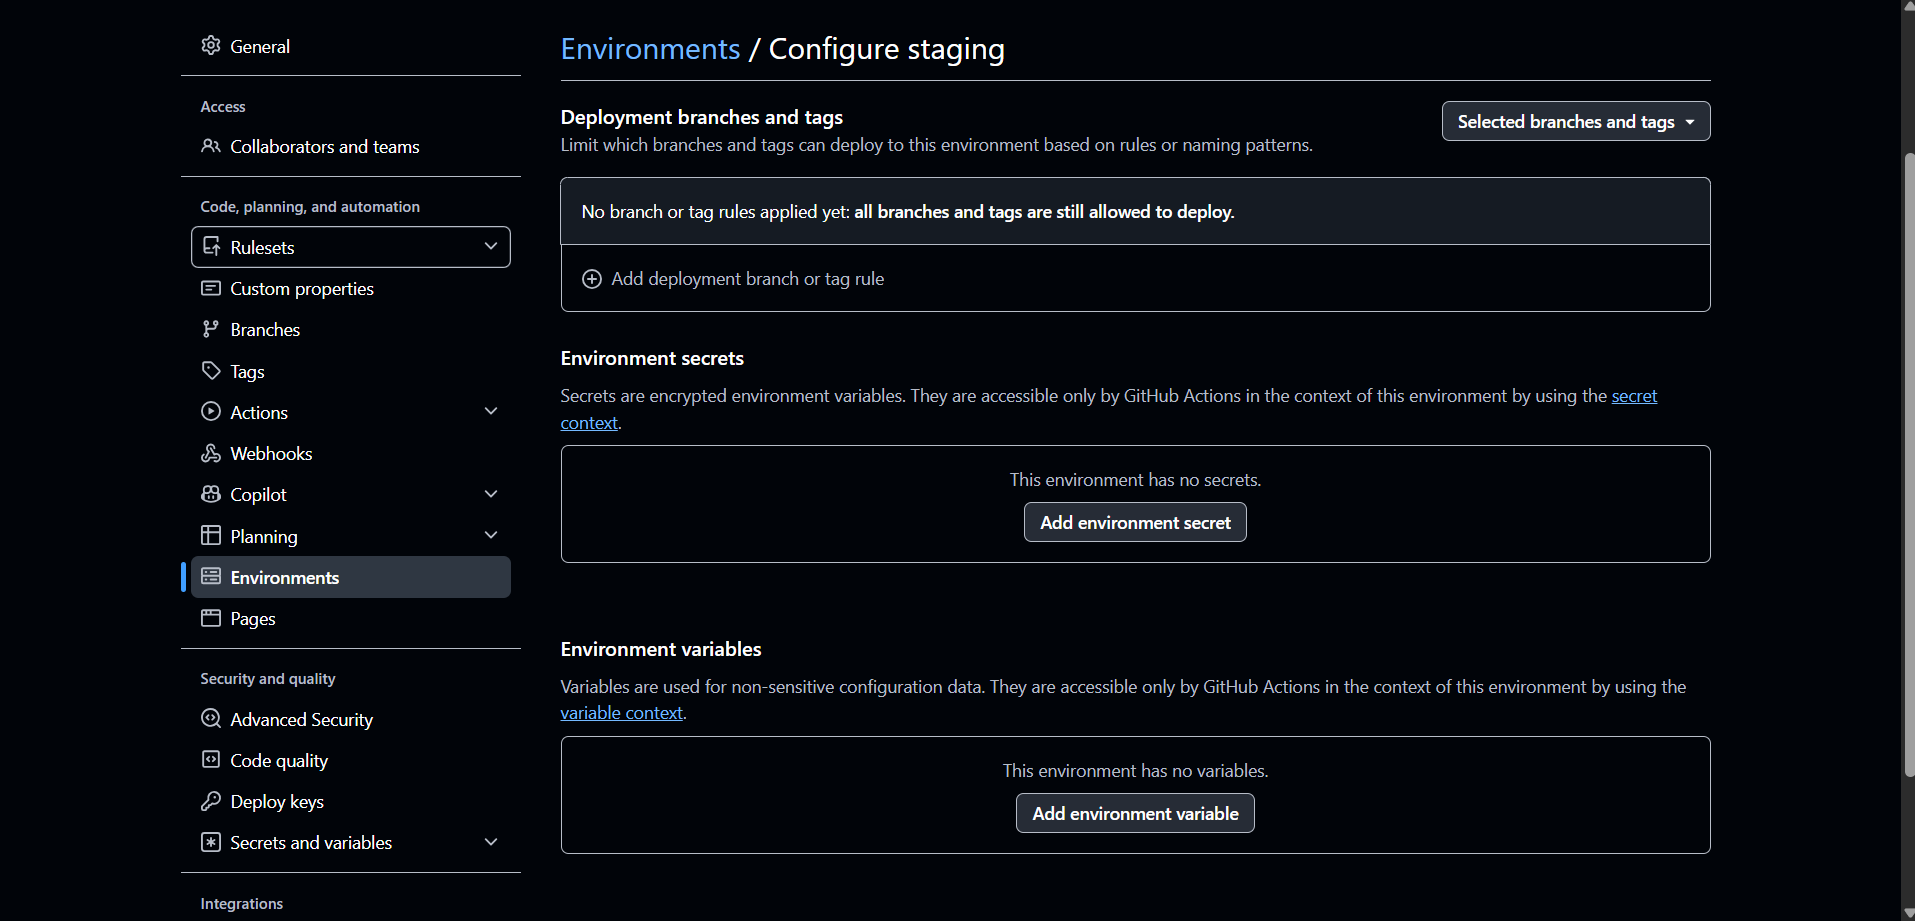 General
Access
Collaborators and teams
Code, planning, and automation
Rulesets
Custom properties
Branches
Tags
Actions
Webhooks
Copilot
Planning
Environments
Pages
Security and quality
Advanced Security
Code quality
Deploy keys
Secrets and variables
Integrations
Environments / Configure staging
Deployment branches and tags
Limit which branches and tags can deploy to this environment based on rules or naming patterns.
Selected branches and tags
No branch or tag rules applied yet: all branches and tags are still allowed to deploy.
Add deployment branch or tag rule
Environment secrets
Secrets are encrypted environment variables. They are accessible only by GitHub Actions in the context of this environment by using the secret
context.
This environment has no secrets.
Add environment secret
Environment variables
Variables are used for non-sensitive configuration data. They are accessible only by GitHub Actions in the context of this environment by using the
variable context.
This environment has no variables.
Add environment variable